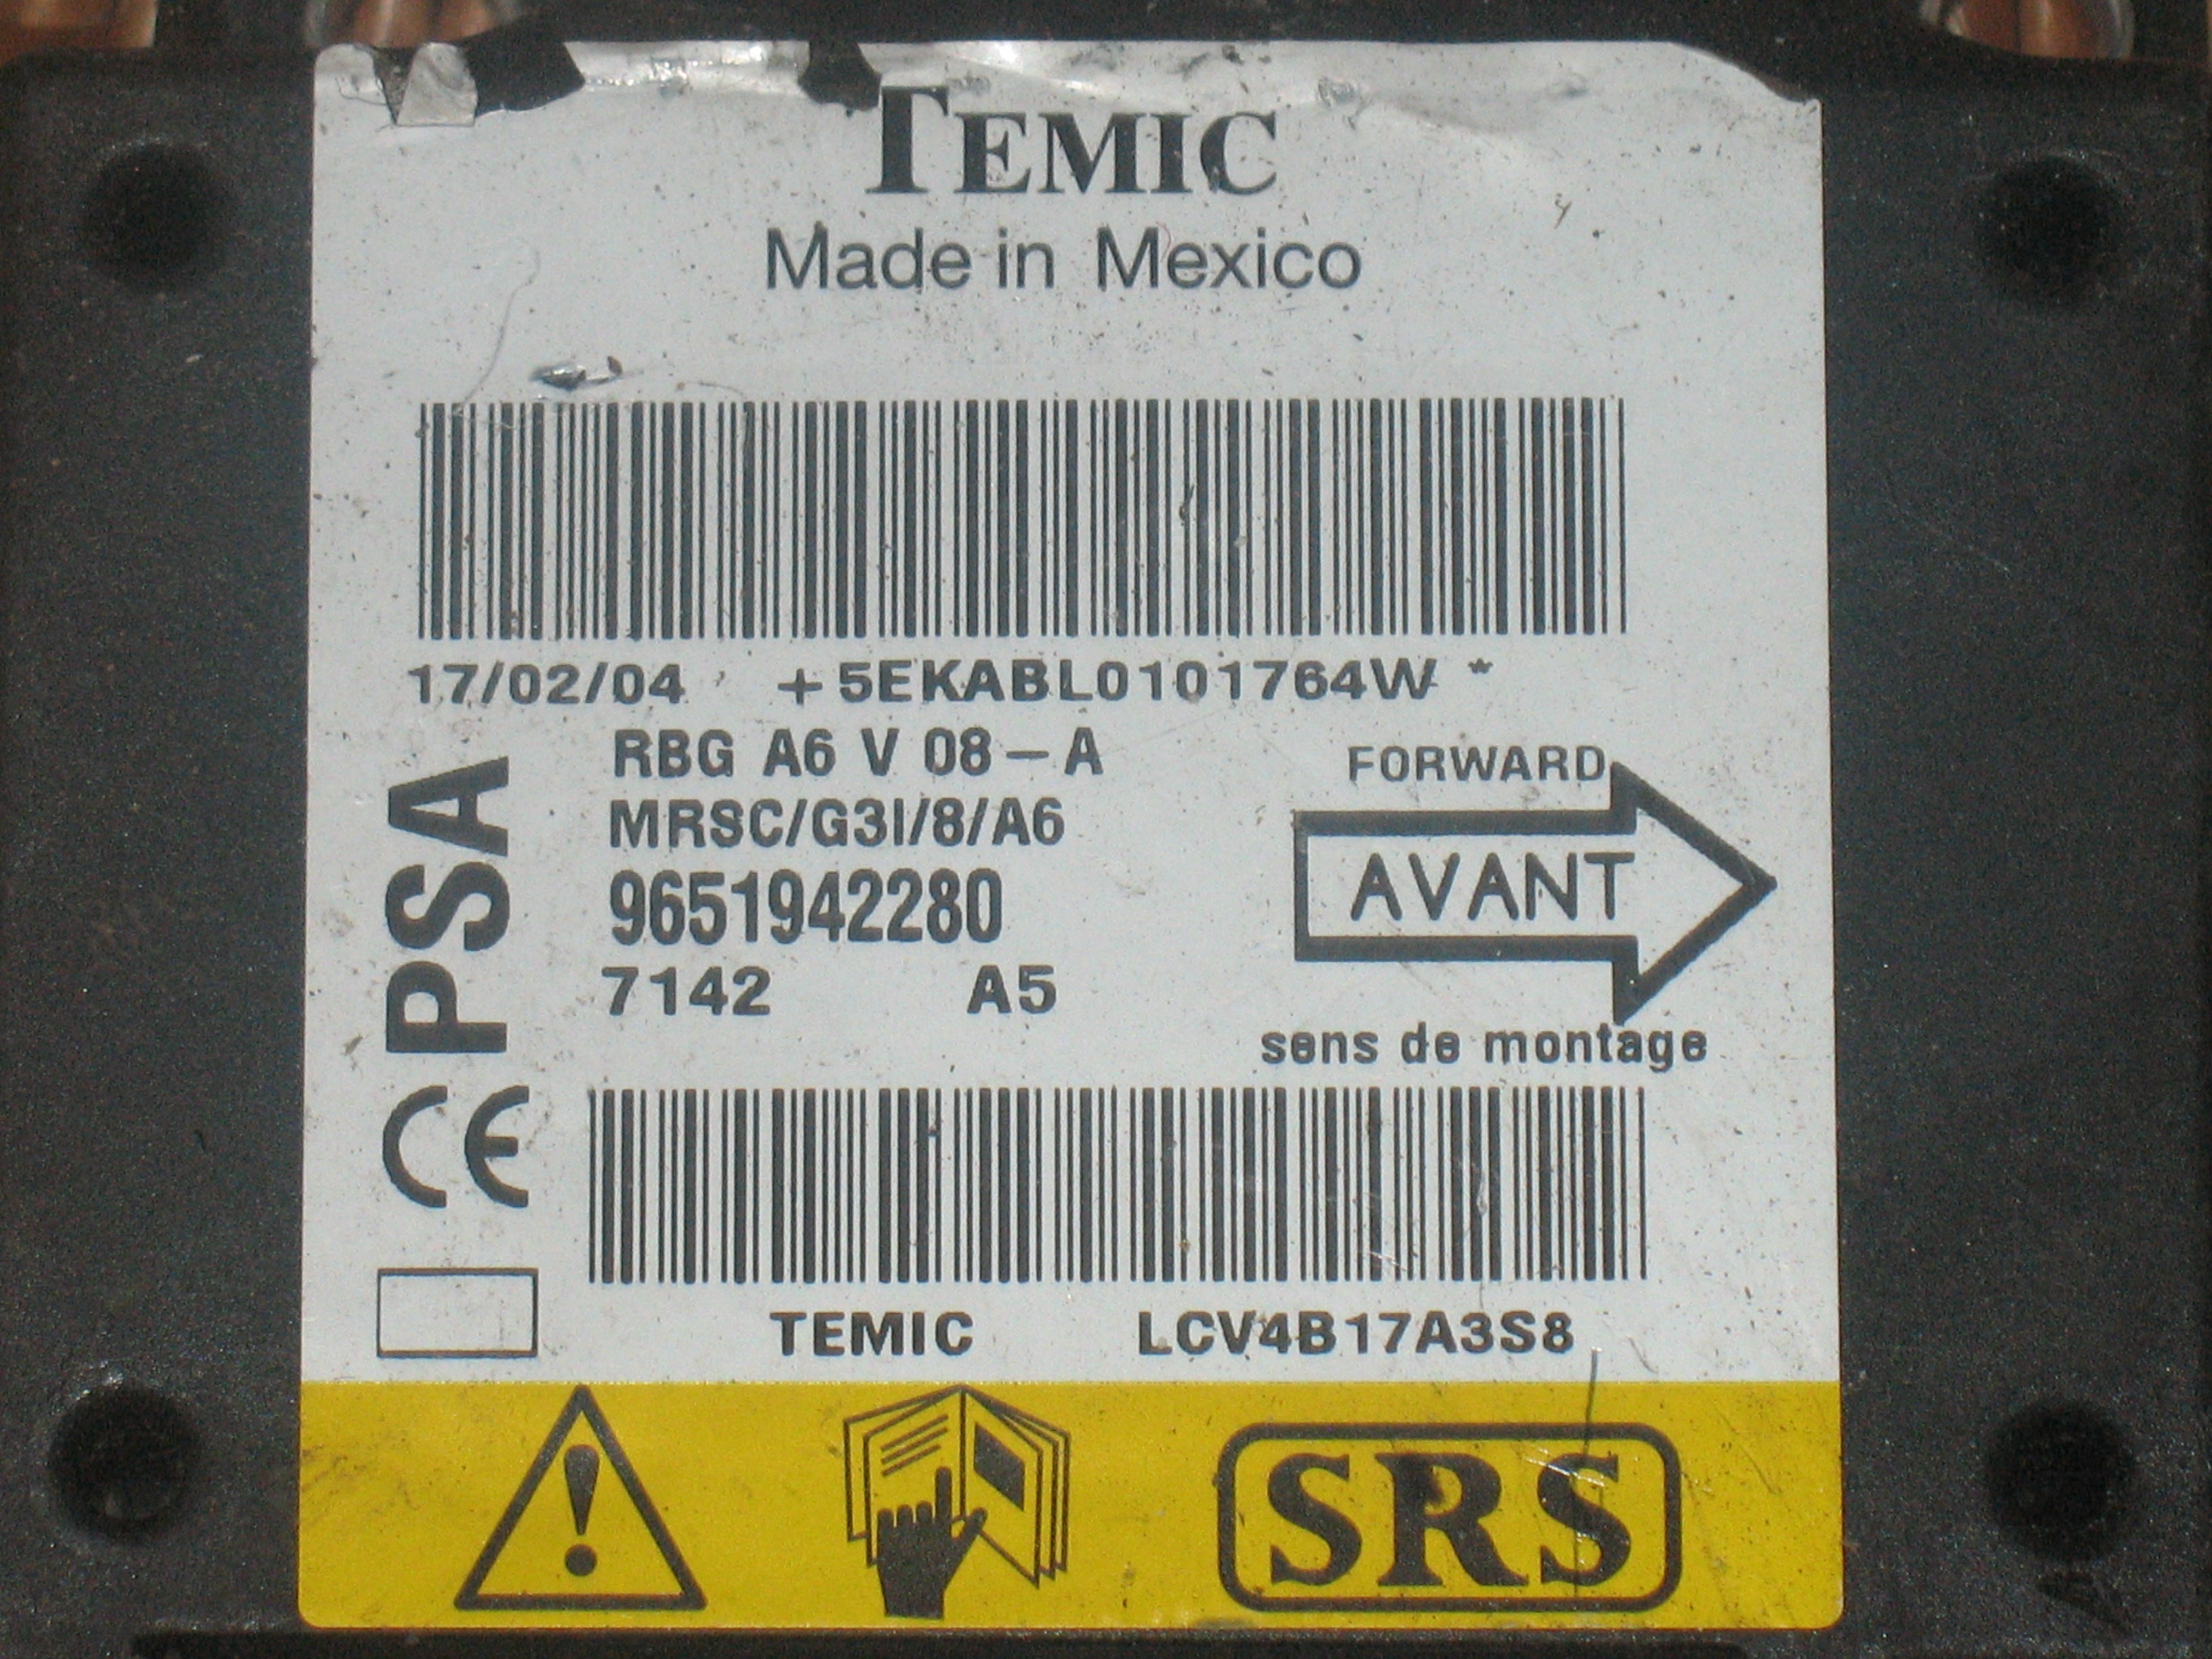 TEMIC
Made in Mexico
17/02/04 +5EKABL0101764W *
RBG A6 V 08-A
MRSC/G3I/8/A6
9651942280
7142 A5
PSA
CE
FORWARD
AVANT
sens de montage
TEMIC LCV4B17A3S8
SRS